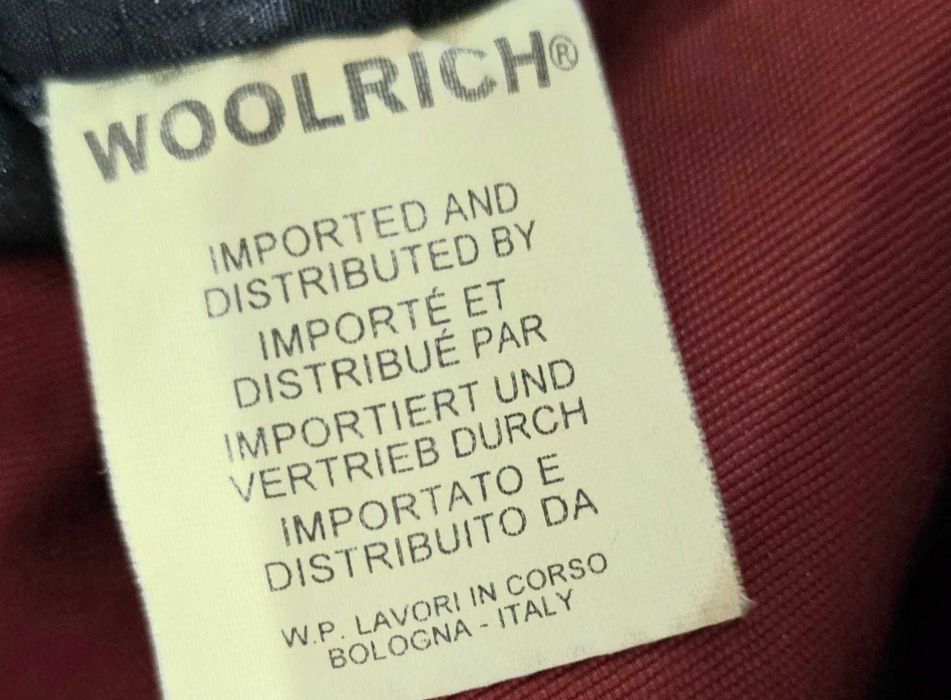 WOOLRICH®
IMPORTED AND
DISTRIBUTED BY
IMPORTÉ ET
DISTRIBUÉ PAR
IMPORTIERT UND
VERTRIEB DURCH
IMPORTATO E
DISTRIBUITO DA
W.P. LAVORI IN CORSO
BOLOGNA - ITALY